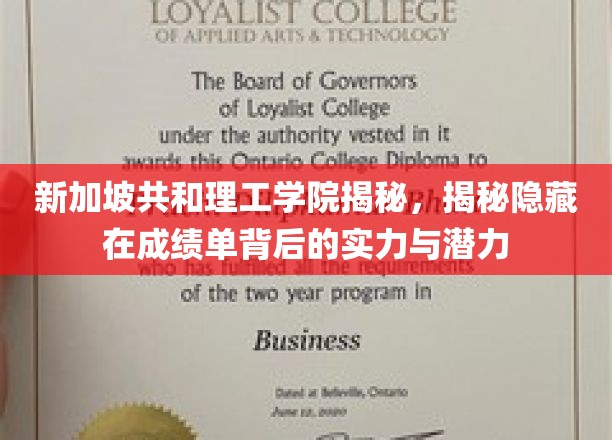 LOYALIST COLLEGE
OF APPLIED ARTS & TECHNOLOGY
The Board of Governors
of Loyalist College
under the authority vested in it
awards this Ontario College Diploma to
新加坡共和理工学院揭秘，揭秘隐藏
在成绩单背后的实力与潜力
who has fulfilled all the requirements
of the two year program in
Business
Dated at Belleville, Ontario
June 12, 2020